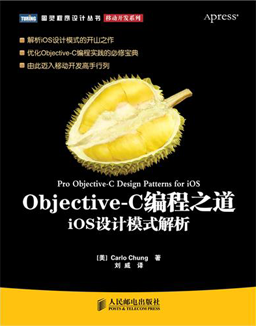 TURING
图灵程序设计丛书
移动开发系列
Apress®
解析iOS设计模式的开山之作
优化Objective-C编程实践的必修宝典
由此迈入移动开发高手行列
Pro Objective-C Design Patterns for iOS
Objective-C编程之道
iOS设计模式解析
[美] Carlo Chung 著
刘威 译
人民邮电出版社
POSTS & TELECOM PRESS